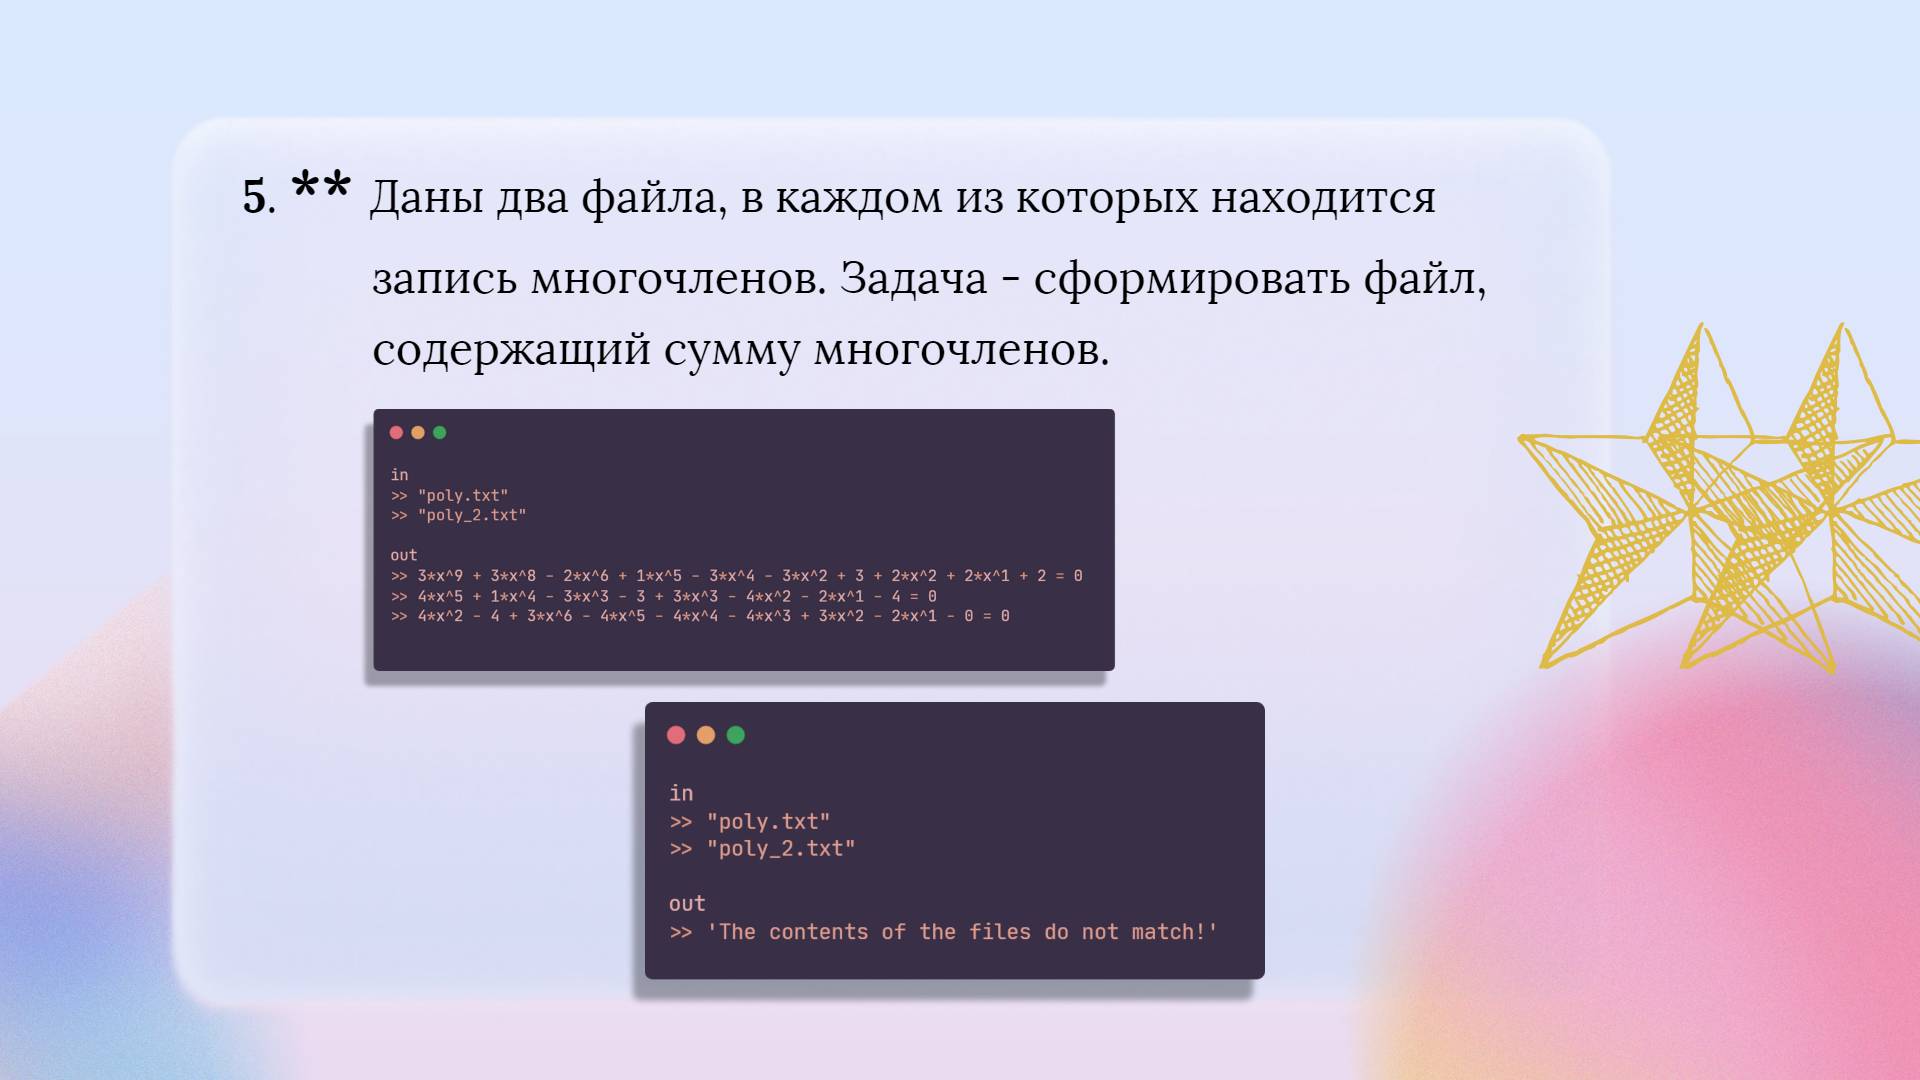 5. ** Даны два файла, в каждом из которых находится
запись многочленов. Задача - сформировать файл,
содержащий сумму многочленов.
in
>> "poly.txt"
>> "poly_2.txt"
out
>> 3*x^9 + 3*x^8 - 2*x^6 + 1*x^5 - 3*x^4 - 3*x^2 + 3 + 2*x^2 + 2*x^1 + 2 = 0
>> 4*x^5 + 1*x^4 - 3*x^3 - 3 + 3*x^3 - 4*x^2 - 2*x^1 - 4 = 0
>> 4*x^2 - 4 + 3*x^6 - 4*x^5 - 4*x^4 - 4*x^3 + 3*x^2 - 2*x^1 - 0 = 0
in
>> "poly.txt"
>> "poly_2.txt"
out
>> 'The contents of the files do not match!'